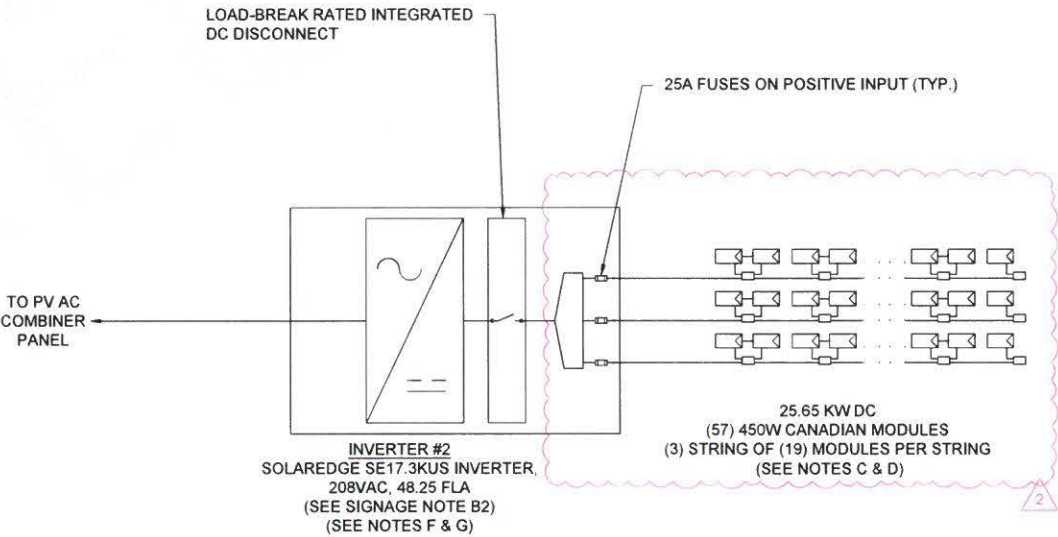 LOAD-BREAK RATED INTEGRATED
DC DISCONNECT
25A FUSES ON POSITIVE INPUT (TYP.)
TO PV AC
COMBINER
PANEL
INVERTER #2
SOLAREDGE SE17.3KUS INVERTER,
208VAC, 48.25 FLA
(SEE SIGNAGE NOTE B2)
(SEE NOTES F & G)
25.65 KW DC
(57) 450W CANADIAN MODULES
(3) STRING OF (19) MODULES PER STRING
(SEE NOTES C & D)
2